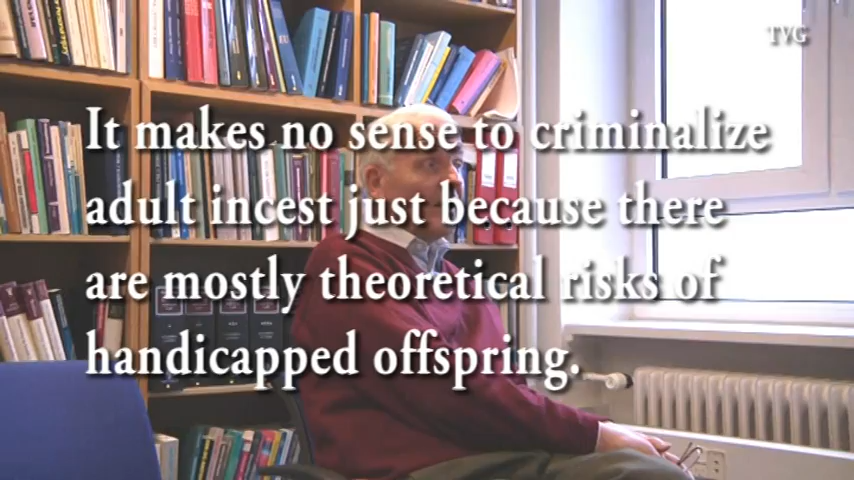 TVG
It makes no sense to criminalize
adult incest just because there
are mostly theoretical risks of
handicapped offspring.